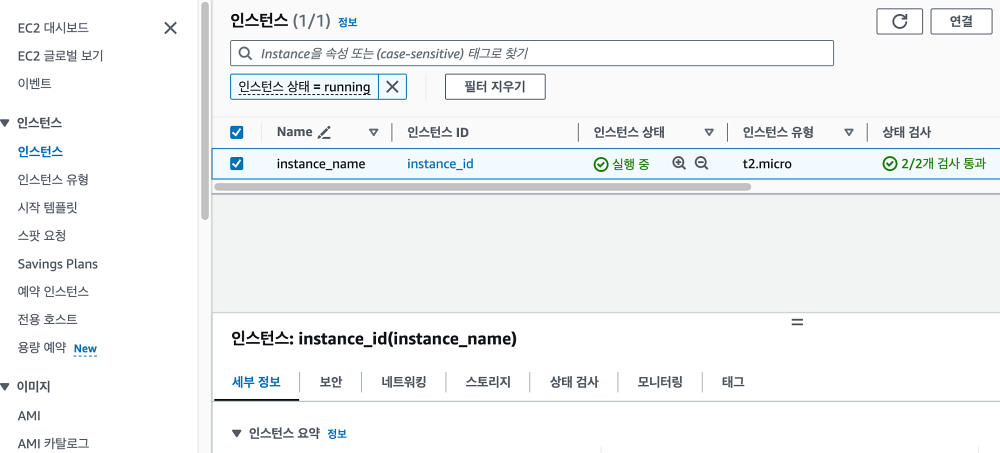 EC2 대시보드
EC2 글로벌 보기
이벤트
인스턴스
인스턴스
인스턴스 유형
시작 템플릿
스팟 요청
Savings Plans
예약 인스턴스
전용 호스트
용량 예약 New
이미지
AMI
AMI 카탈로그
인스턴스 (1/1) 정보
연결
Instance을 속성 또는 (case-sensitive) 태그로 찾기
인스턴스 상태 = running
필터 지우기
Name 인스턴스 ID 인스턴스 상태 인스턴스 유형 상태 검사
instance_name instance_id 실행 중 t2.micro 2/2개 검사 통과
인스턴스: instance_id(instance_name)
세부 정보 보안 네트워킹 스토리지 상태 검사 모니터링 태그
인스턴스 요약 정보